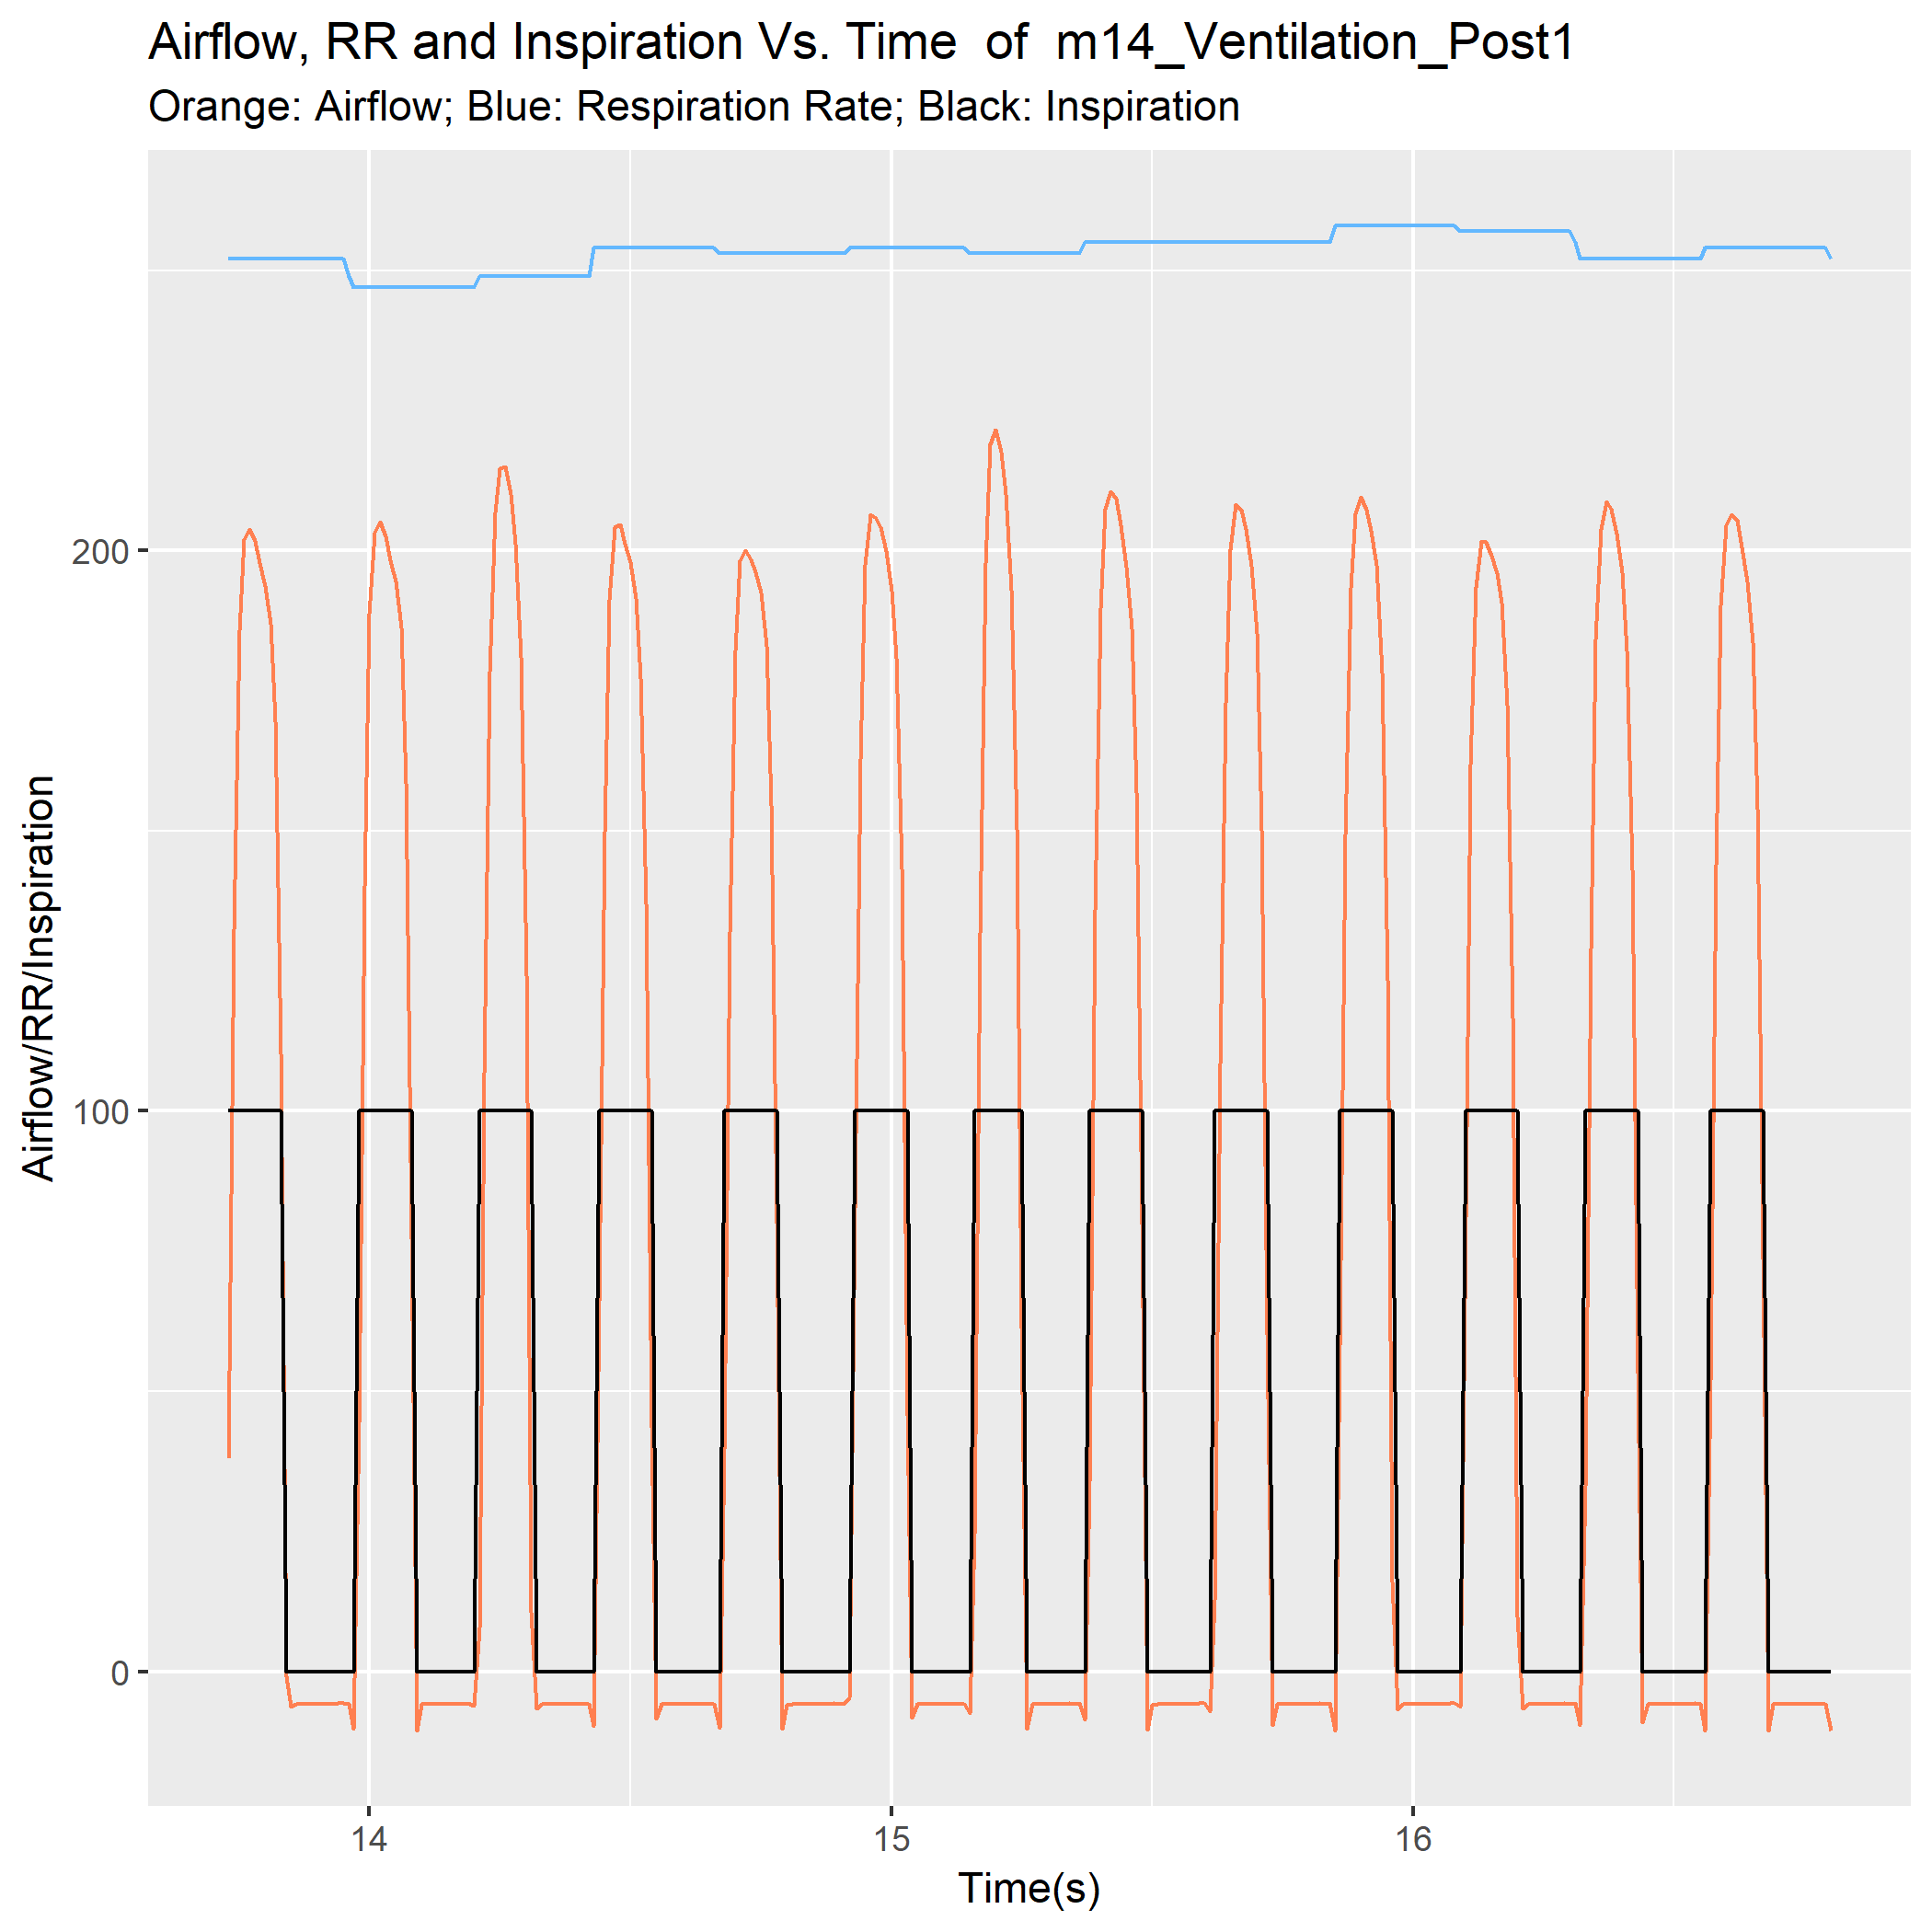 Airflow, RR and Inspiration Vs. Time  of  m14_Ventilation_Post1
Orange: Airflow; Blue: Respiration Rate; Black: Inspiration
Airflow/RR/Inspiration
200
100
0
14
15
16
Time(s)